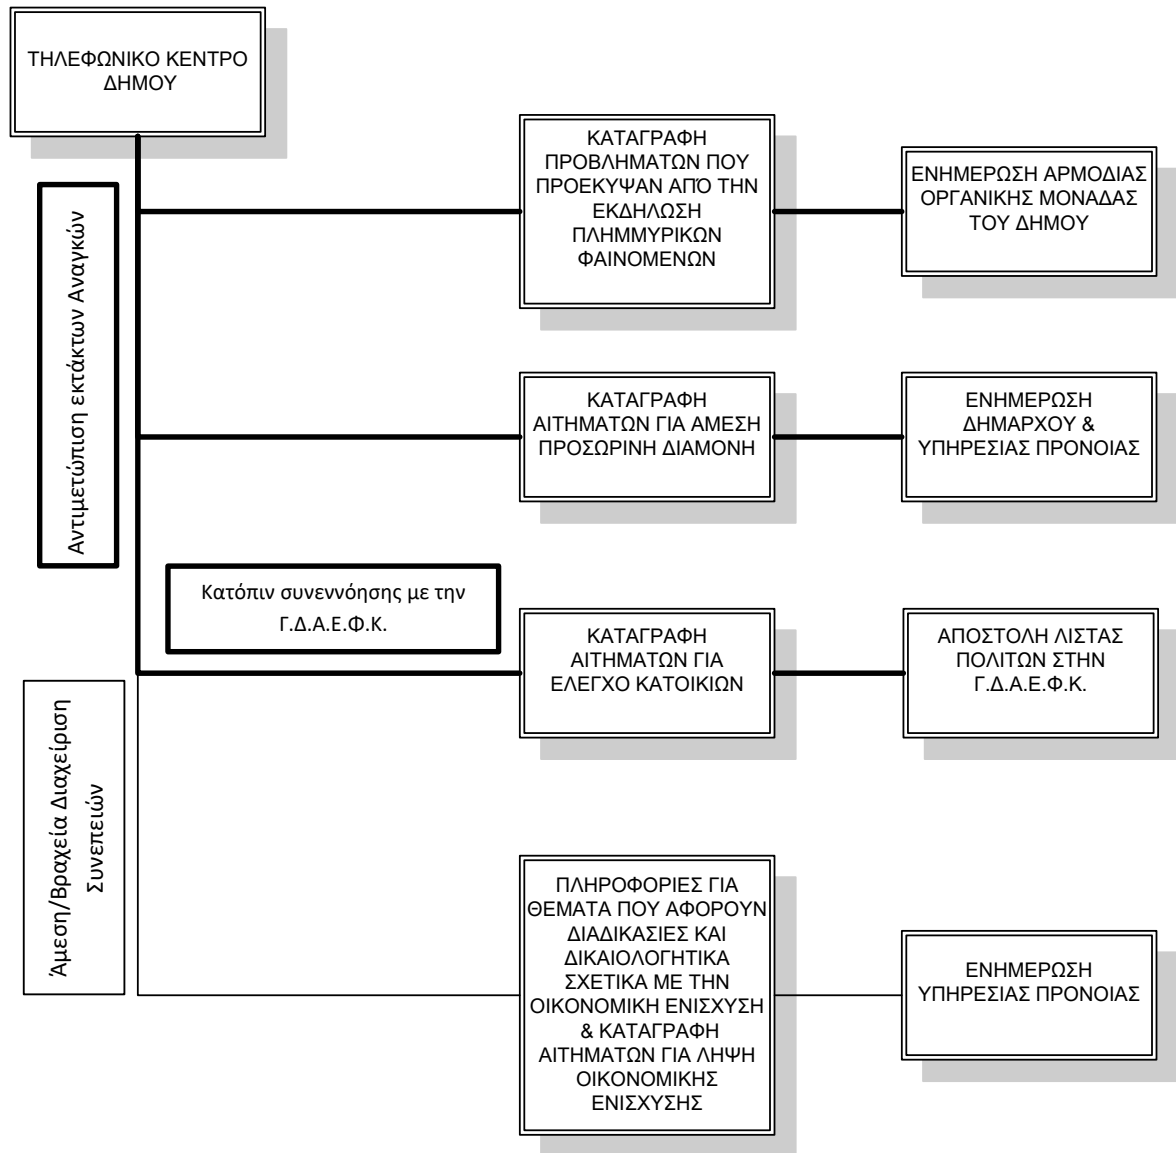 ΤΗΛΕΦΩΝΙΚΟ ΚΕΝΤΡΟ
ΔΗΜΟΥ
ΚΑΤΑΓΡΑΦΗ
ΠΡΟΒΛΗΜΑΤΩΝ ΠΟΥ
ΠΡΟΕΚΥΨΑΝ ΑΠΌ ΤΗΝ
ΕΚΔΗΛΩΣΗ
ΠΛΗΜΜΥΡΙΚΩΝ
ΦΑΙΝΟΜΕΝΩΝ
ΕΝΗΜΕΡΩΣΗ ΑΡΜΟΔΙΑΣ
ΟΡΓΑΝΙΚΗΣ ΜΟΝΑΔΑΣ
ΤΟΥ ΔΗΜΟΥ
Αντιμετώπιση εκτάκτων Αναγκών
ΚΑΤΑΓΡΑΦΗ
ΑΙΤΗΜΑΤΩΝ ΓΙΑ ΑΜΕΣΗ
ΠΡΟΣΩΡΙΝΗ ΔΙΑΜΟΝΗ
ΕΝΗΜΕΡΩΣΗ
ΔΗΜΑΡΧΟΥ &
ΥΠΗΡΕΣΙΑΣ ΠΡΟΝΟΙΑΣ
Κατόπιν συνεννόησης με την
Γ.Δ.Α.Ε.Φ.Κ.
ΚΑΤΑΓΡΑΦΗ
ΑΙΤΗΜΑΤΩΝ ΓΙΑ
ΕΛΕΓΧΟ ΚΑΤΟΙΚΙΩΝ
ΑΠΟΣΤΟΛΗ ΛΙΣΤΑΣ
ΠΟΛΙΤΩΝ ΣΤΗΝ
Γ.Δ.Α.Ε.Φ.Κ.
Άμεση/Βραχεία Διαχείριση
Συνεπειών
ΠΛΗΡΟΦΟΡΙΕΣ ΓΙΑ
ΘΕΜΑΤΑ ΠΟΥ ΑΦΟΡΟΥΝ
ΔΙΑΔΙΚΑΣΙΕΣ ΚΑΙ
ΔΙΚΑΙΟΛΟΓΗΤΙΚΑ
ΣΧΕΤΙΚΑ ΜΕ ΤΗΝ
ΟΙΚΟΝΟΜΙΚΗ ΕΝΙΣΧΥΣΗ
& ΚΑΤΑΓΡΑΦΗ
ΑΙΤΗΜΑΤΩΝ ΓΙΑ ΛΗΨΗ
ΟΙΚΟΝΟΜΙΚΗΣ
ΕΝΙΣΧΥΣΗΣ
ΕΝΗΜΕΡΩΣΗ
ΥΠΗΡΕΣΙΑΣ ΠΡΟΝΟΙΑΣ